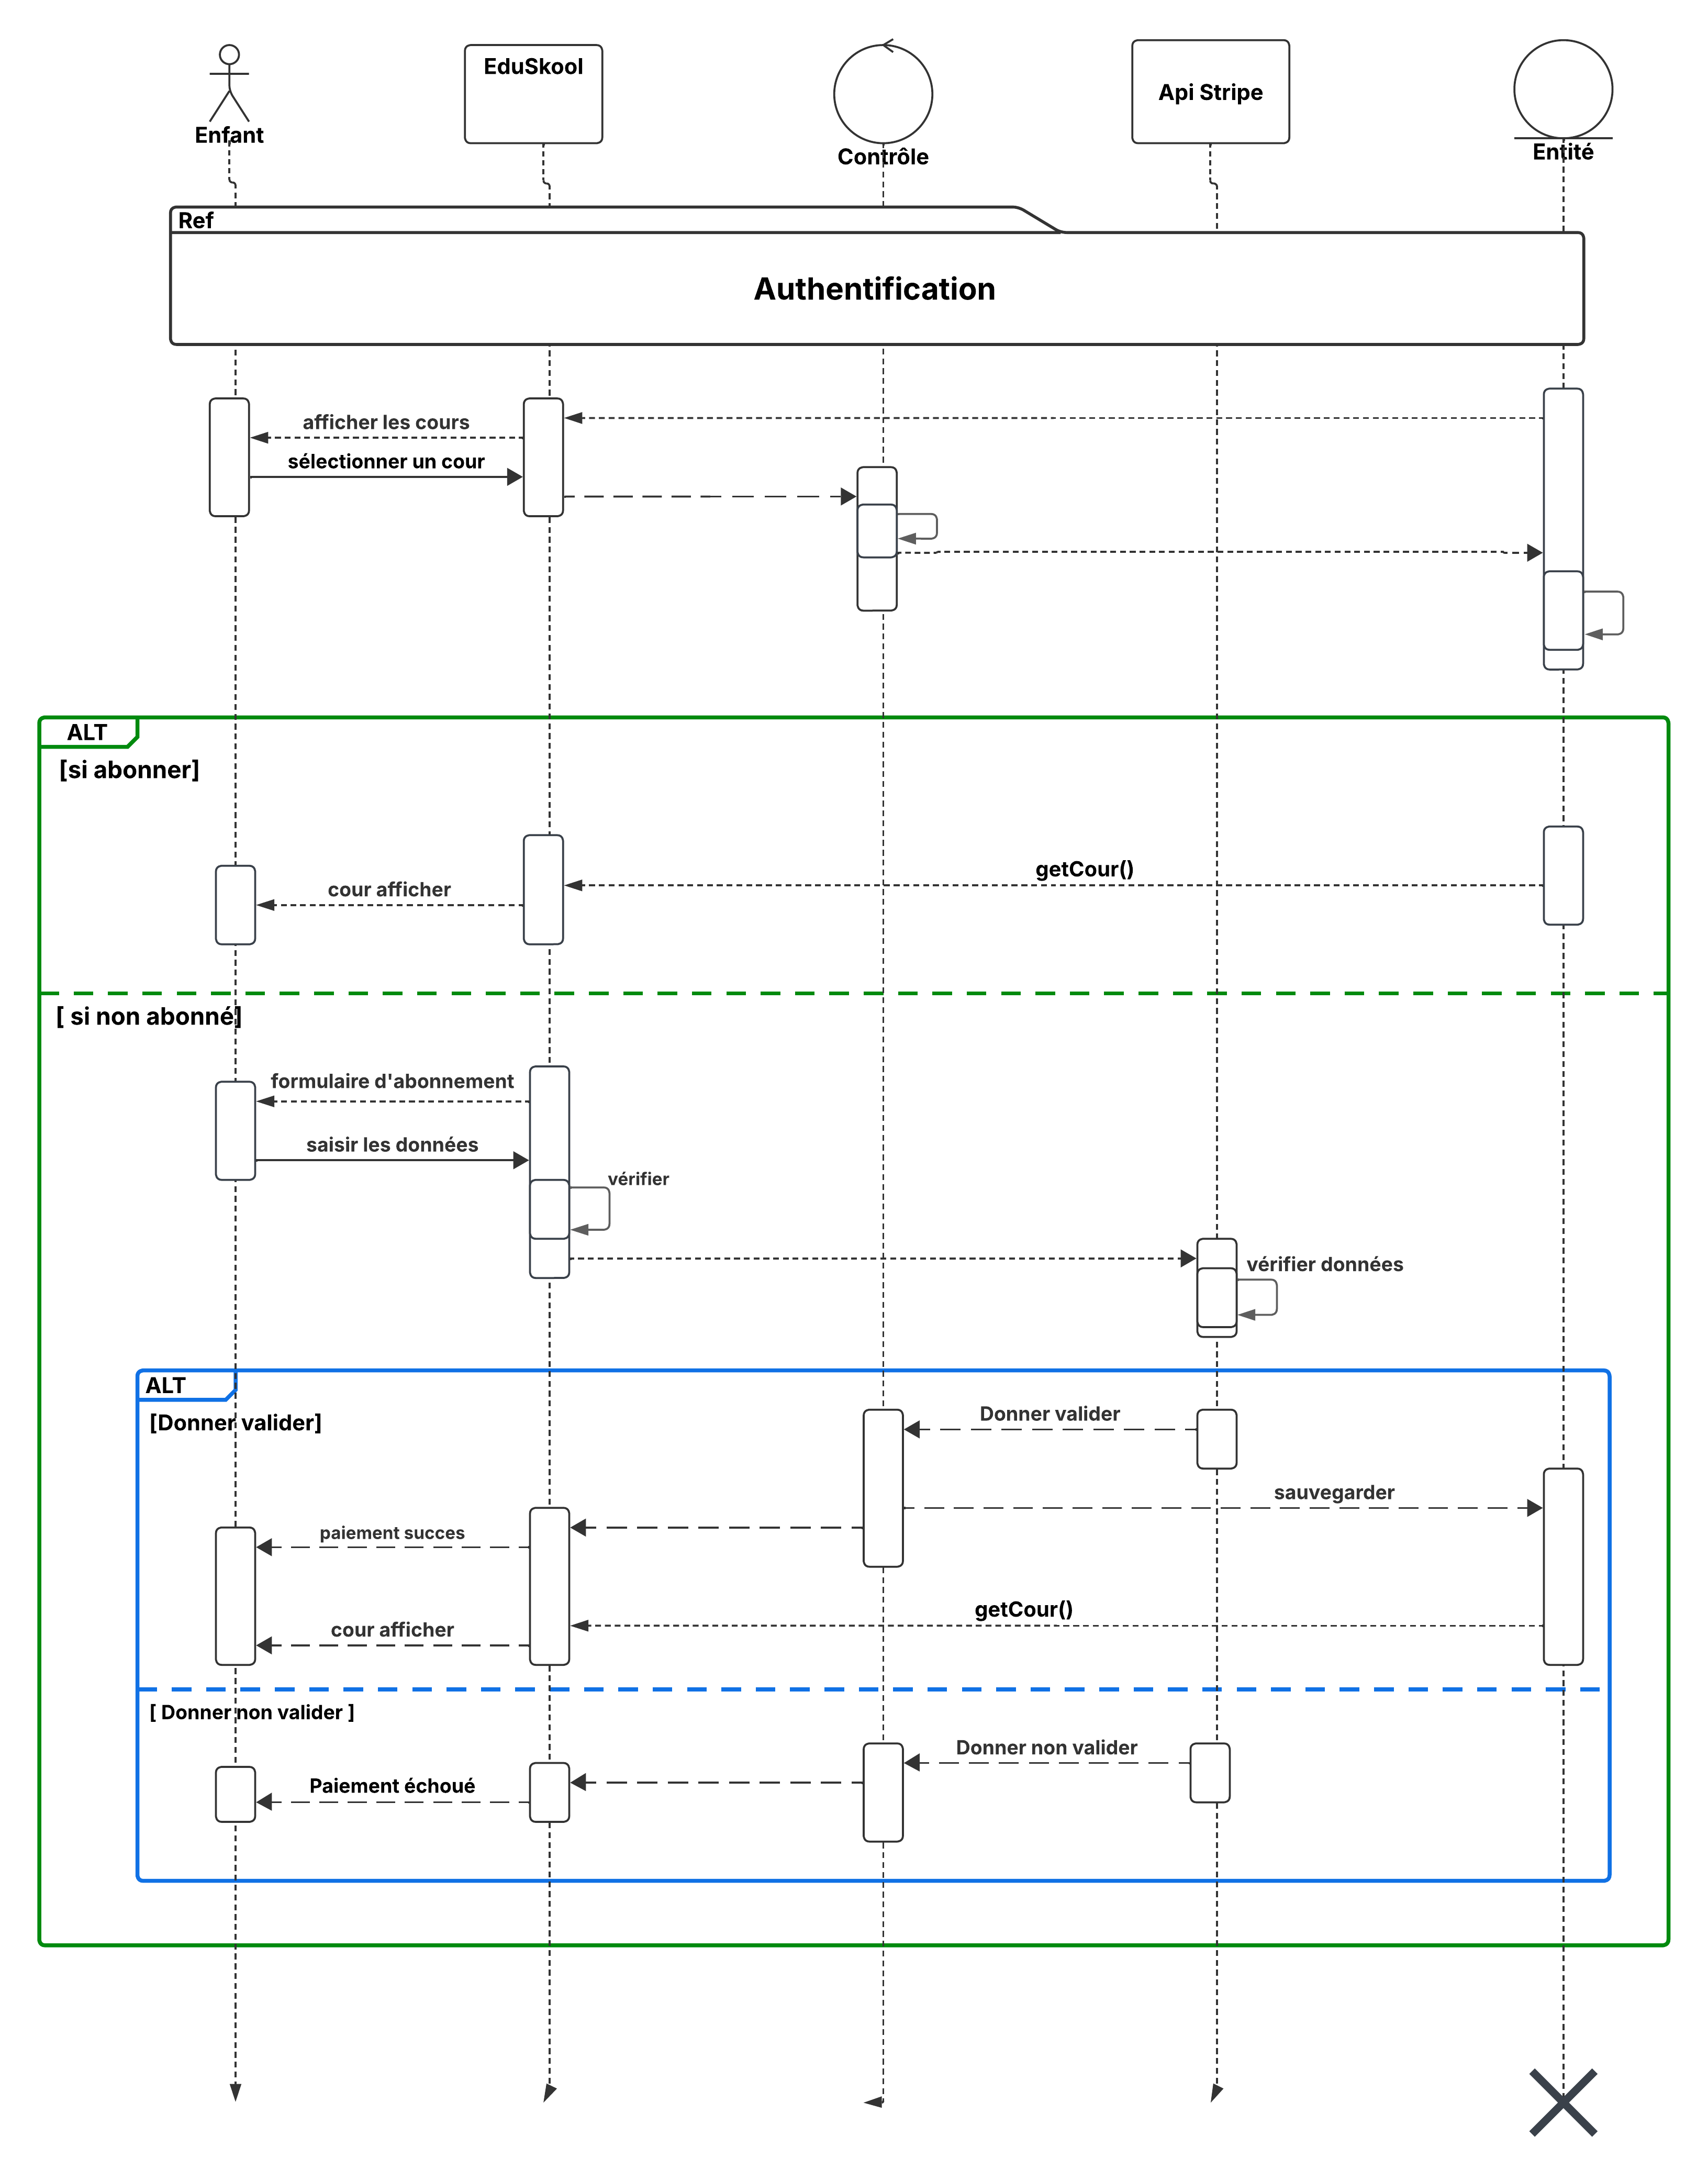 EduSkool
Api Stripe
Enfant
Contrôle
Entité
Ref
Authentification
afficher les cours
sélectionner un cour
ALT
[si abonner]
getCour()
cour afficher
[ si non abonné]
formulaire d'abonnement
saisir les données
vérifier
vérifier données
ALT
[Donner valider]
Donner valider
sauvegarder
paiement succes
getCour()
cour afficher
[ Donner non valider ]
Donner non valider
Paiement échoué